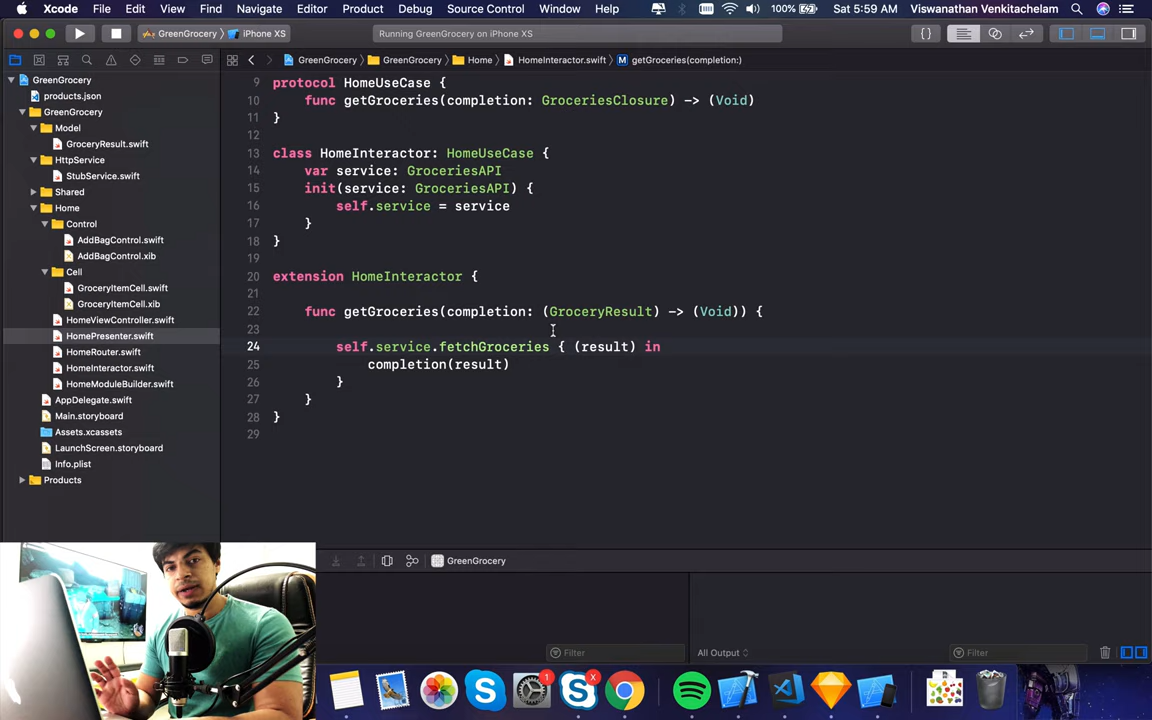 Xcode File Edit View Find Navigate Editor Product Debug Source Control Window Help 100% Sat 5:59 AM Viswanathan Venkitachelam
GreenGrocery iPhone XS Running GreenGrocery on iPhone XS
GreenGrocery GreenGrocery Home HomeInteractor.swift M getGroceries(completion:)
GreenGrocery
products.json
GreenGrocery
Model
GroceryResult.swift
HttpService
StubService.swift
Shared
Home
Control
AddBagControl.swift
AddBagControl.xib
Cell
GroceryItemCell.swift
GroceryItemCell.xib
HomeViewController.swift
HomePresenter.swift
HomeRouter.swift
HomeInteractor.swift
HomeModuleBuilder.swift
AppDelegate.swift
Main.storyboard
Assets.xcassets
LaunchScreen.storyboard
Info.plist
Products
9 protocol HomeUseCase {
10 func getGroceries(completion: GroceriesClosure) -> (Void)
11 }
12
13 class HomeInteractor: HomeUseCase {
14 var service: GroceriesAPI
15 init(service: GroceriesAPI) {
16 self.service = service
17 }
18 }
19
20 extension HomeInteractor {
21
22 func getGroceries(completion: (GroceryResult) -> (Void)) {
23
24 self.service.fetchGroceries { (result) in
25 completion(result)
26 }
27 }
28 }
29
GreenGrocery
Filter All Output Filter
1 X